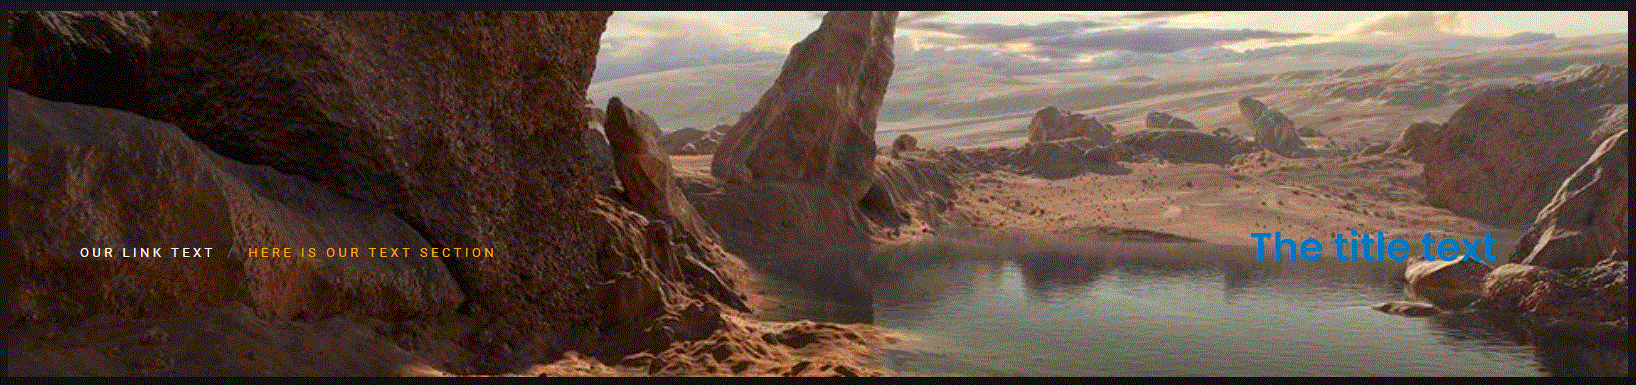 OUR LINK TEXT / HERE IS OUR TEXT SECTION
The title text